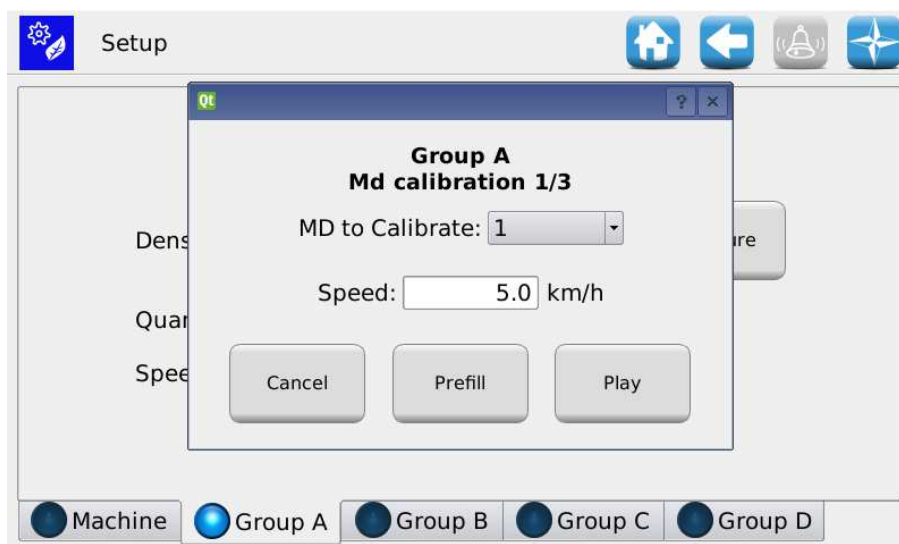 Setup
Qt
?
Group A
Md calibration 1/3
MD to Calibrate: 1
Speed: 5.0 km/h
Cancel Prefill Play
Machine Group A Group B Group C Group D